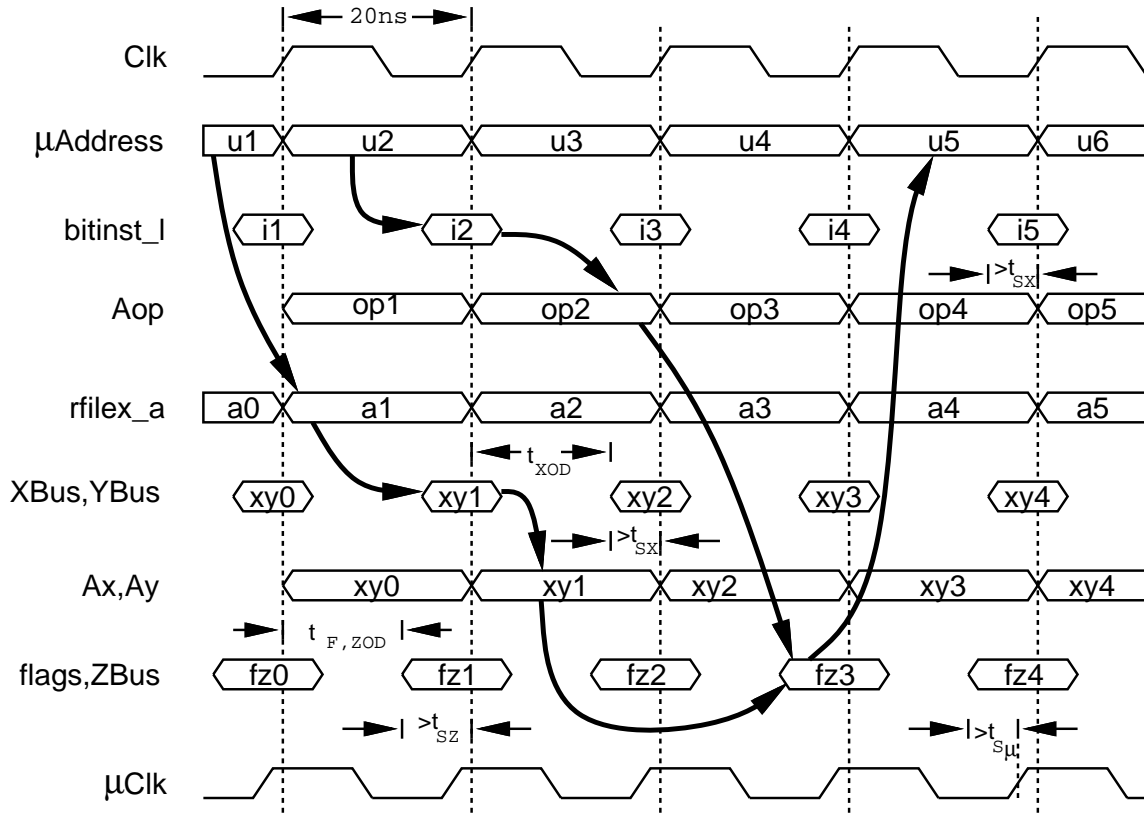 20ns
Clk
μAddress u1 u2 u3 u4 u5 u6
bitinst_l i1 i2 i3 i4 i5
>tSX
Aop op1 op2 op3 op4 op5
rfilex_a a0 a1 a2 a3 a4 a5
tXOD
XBus,YBus xy0 xy1 xy2 xy3 xy4
>tSX
Ax,Ay xy0 xy1 xy2 xy3 xy4
t F,ZOD
flags,ZBus fz0 fz1 fz2 fz3 fz4
>tSZ >tSμ
μClk